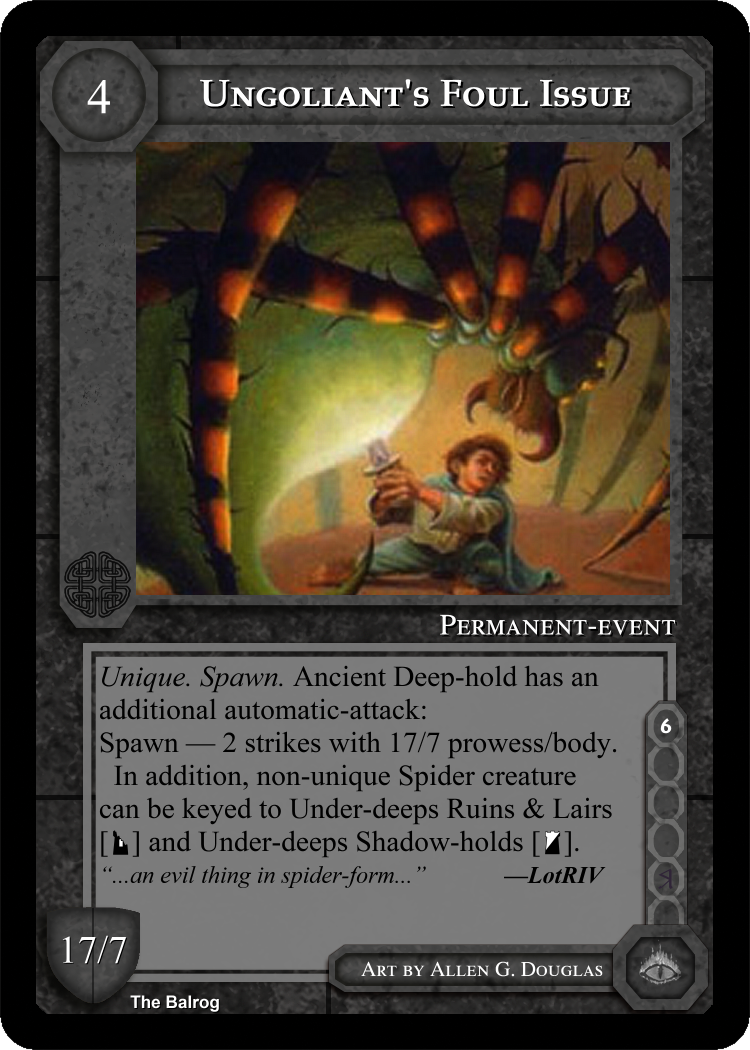 4
Ungoliant's Foul Issue
Permanent-event
Unique. Spawn. Ancient Deep-hold has an
additional automatic-attack:
Spawn — 2 strikes with 17/7 prowess/body.
In addition, non-unique Spider creature
can be keyed to Under-deeps Ruins & Lairs
[ ] and Under-deeps Shadow-holds [ ].
“...an evil thing in spider-form...” —LotRIV
6
17/7
Art by Allen G. Douglas
The Balrog